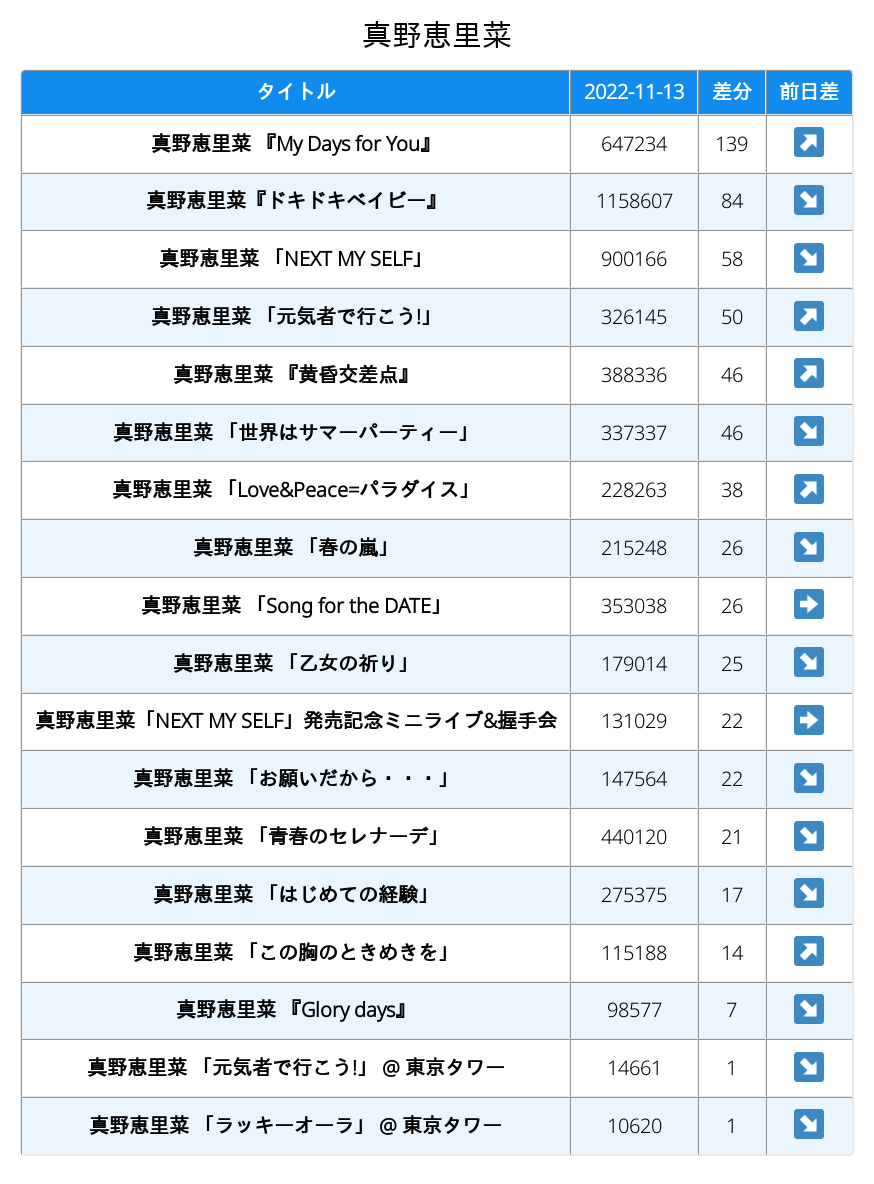 真野恵里菜
タイトル 2022-11-13 差分 前日差
真野恵里菜 『My Days for You』 647234 139
真野恵里菜『ドキドキベイビー』 1158607 84
真野恵里菜 「NEXT MY SELF」 900166 58
真野恵里菜 「元気者で行こう!」 326145 50
真野恵里菜 『黄昏交差点』 388336 46
真野恵里菜 「世界はサマーパーティー」 337337 46
真野恵里菜 「Love&Peace=パラダイス」 228263 38
真野恵里菜 「春の嵐」 215248 26
真野恵里菜 「Song for the DATE」 353038 26
真野恵里菜 「乙女の祈り」 179014 25
真野恵里菜「NEXT MY SELF」発売記念ミニライブ&握手会 131029 22
真野恵里菜 「お願いだから・・・」 147564 22
真野恵里菜 「青春のセレナーデ」 440120 21
真野恵里菜 「はじめての経験」 275375 17
真野恵里菜 「この胸のときめきを」 115188 14
真野恵里菜 『Glory days』 98577 7
真野恵里菜 「元気者で行こう!」 @ 東京タワー 14661 1
真野恵里菜 「ラッキーオーラ」 @ 東京タワー 10620 1